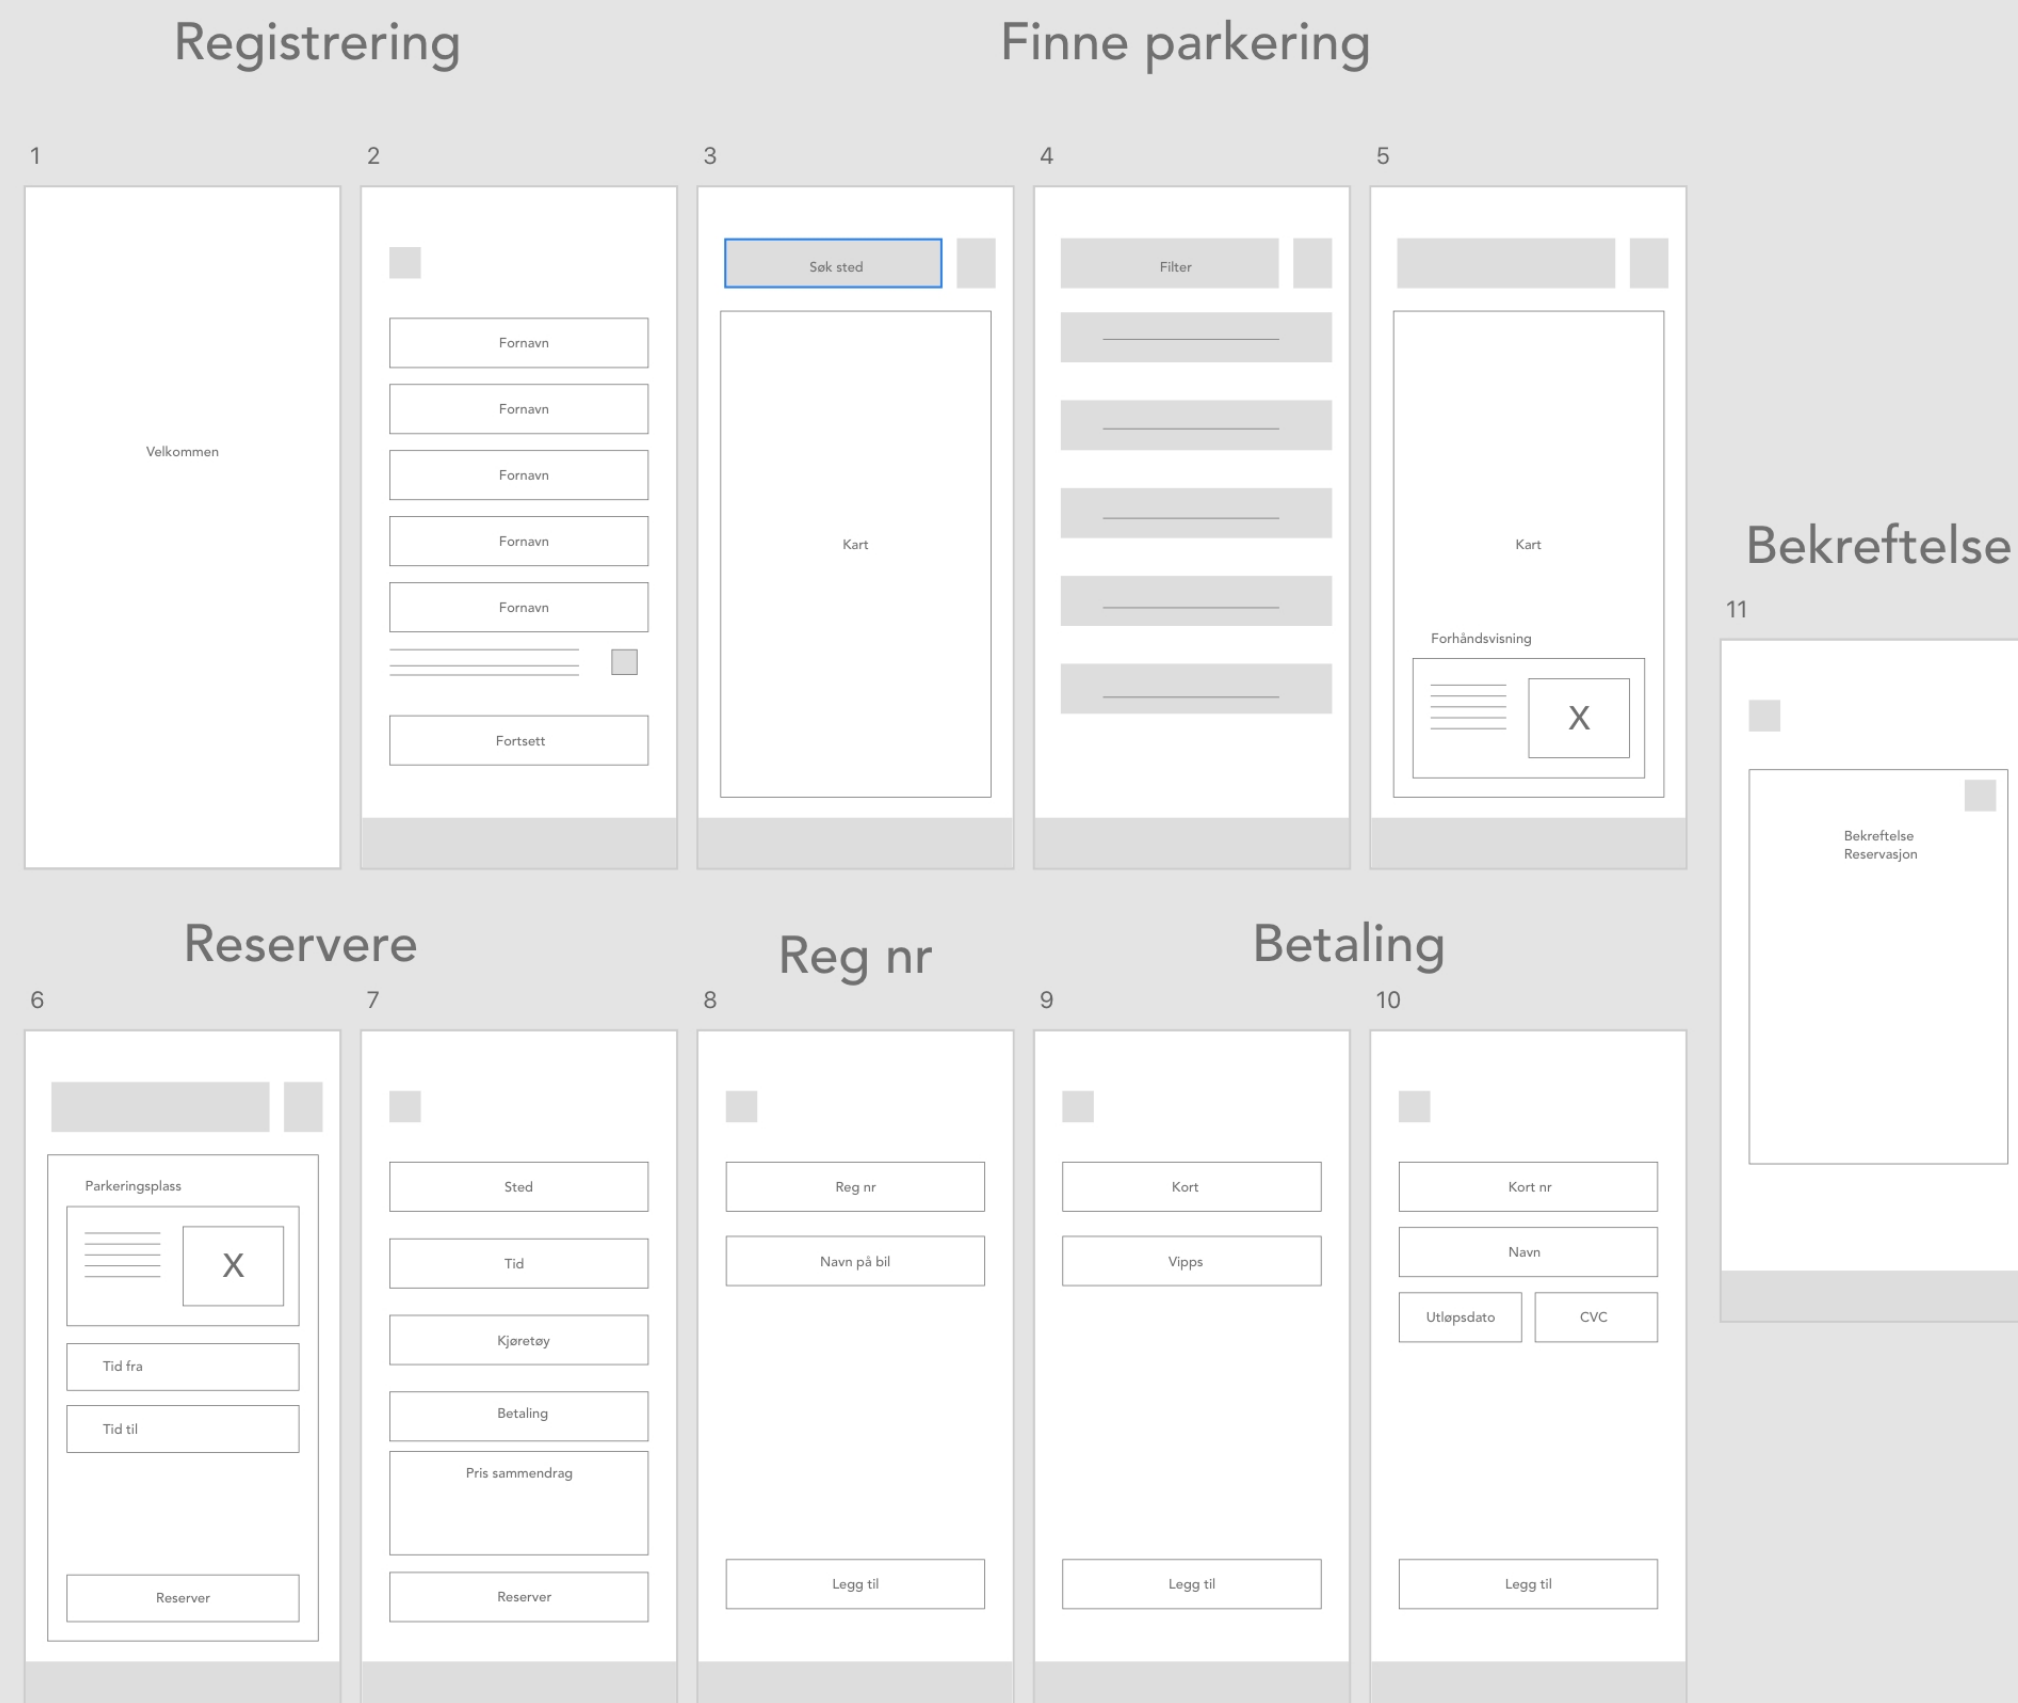 Registrering
Finne parkering
1
2
3
4
5
Velkommen
Fornavn
Fornavn
Fornavn
Fornavn
Fornavn
Fortsett
Søk sted
Kart
Filter
Kart
Forhåndsvisning
X
Bekreftelse
11
Bekreftelse
Reservasjon
Reservere
Reg nr
Betaling
6
7
8
9
10
Parkeringsplass
X
Tid fra
Tid til
Reserver
Sted
Tid
Kjøretøy
Betaling
Pris sammendrag
Reserver
Reg nr
Navn på bil
Legg til
Kort
Vipps
Legg til
Kort nr
Navn
Utløpsdato
CVC
Legg til